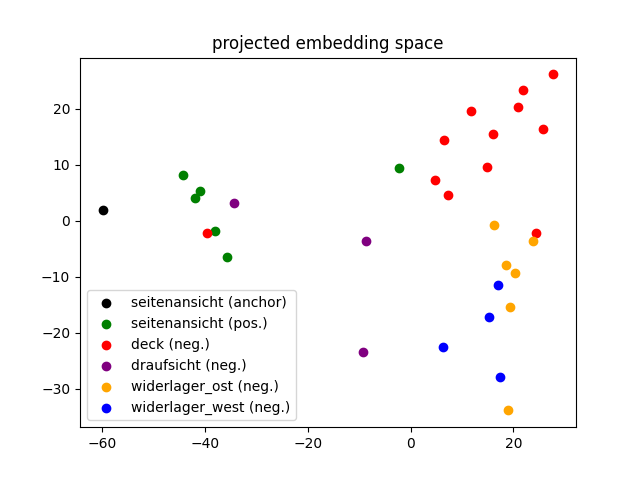 projected embedding space
20
10
0
−10
−20
−30
seitenansicht (anchor)
seitenansicht (pos.)
deck (neg.)
draufsicht (neg.)
widerlager_ost (neg.)
widerlager_west (neg.)
−60 −40 −20 0 20